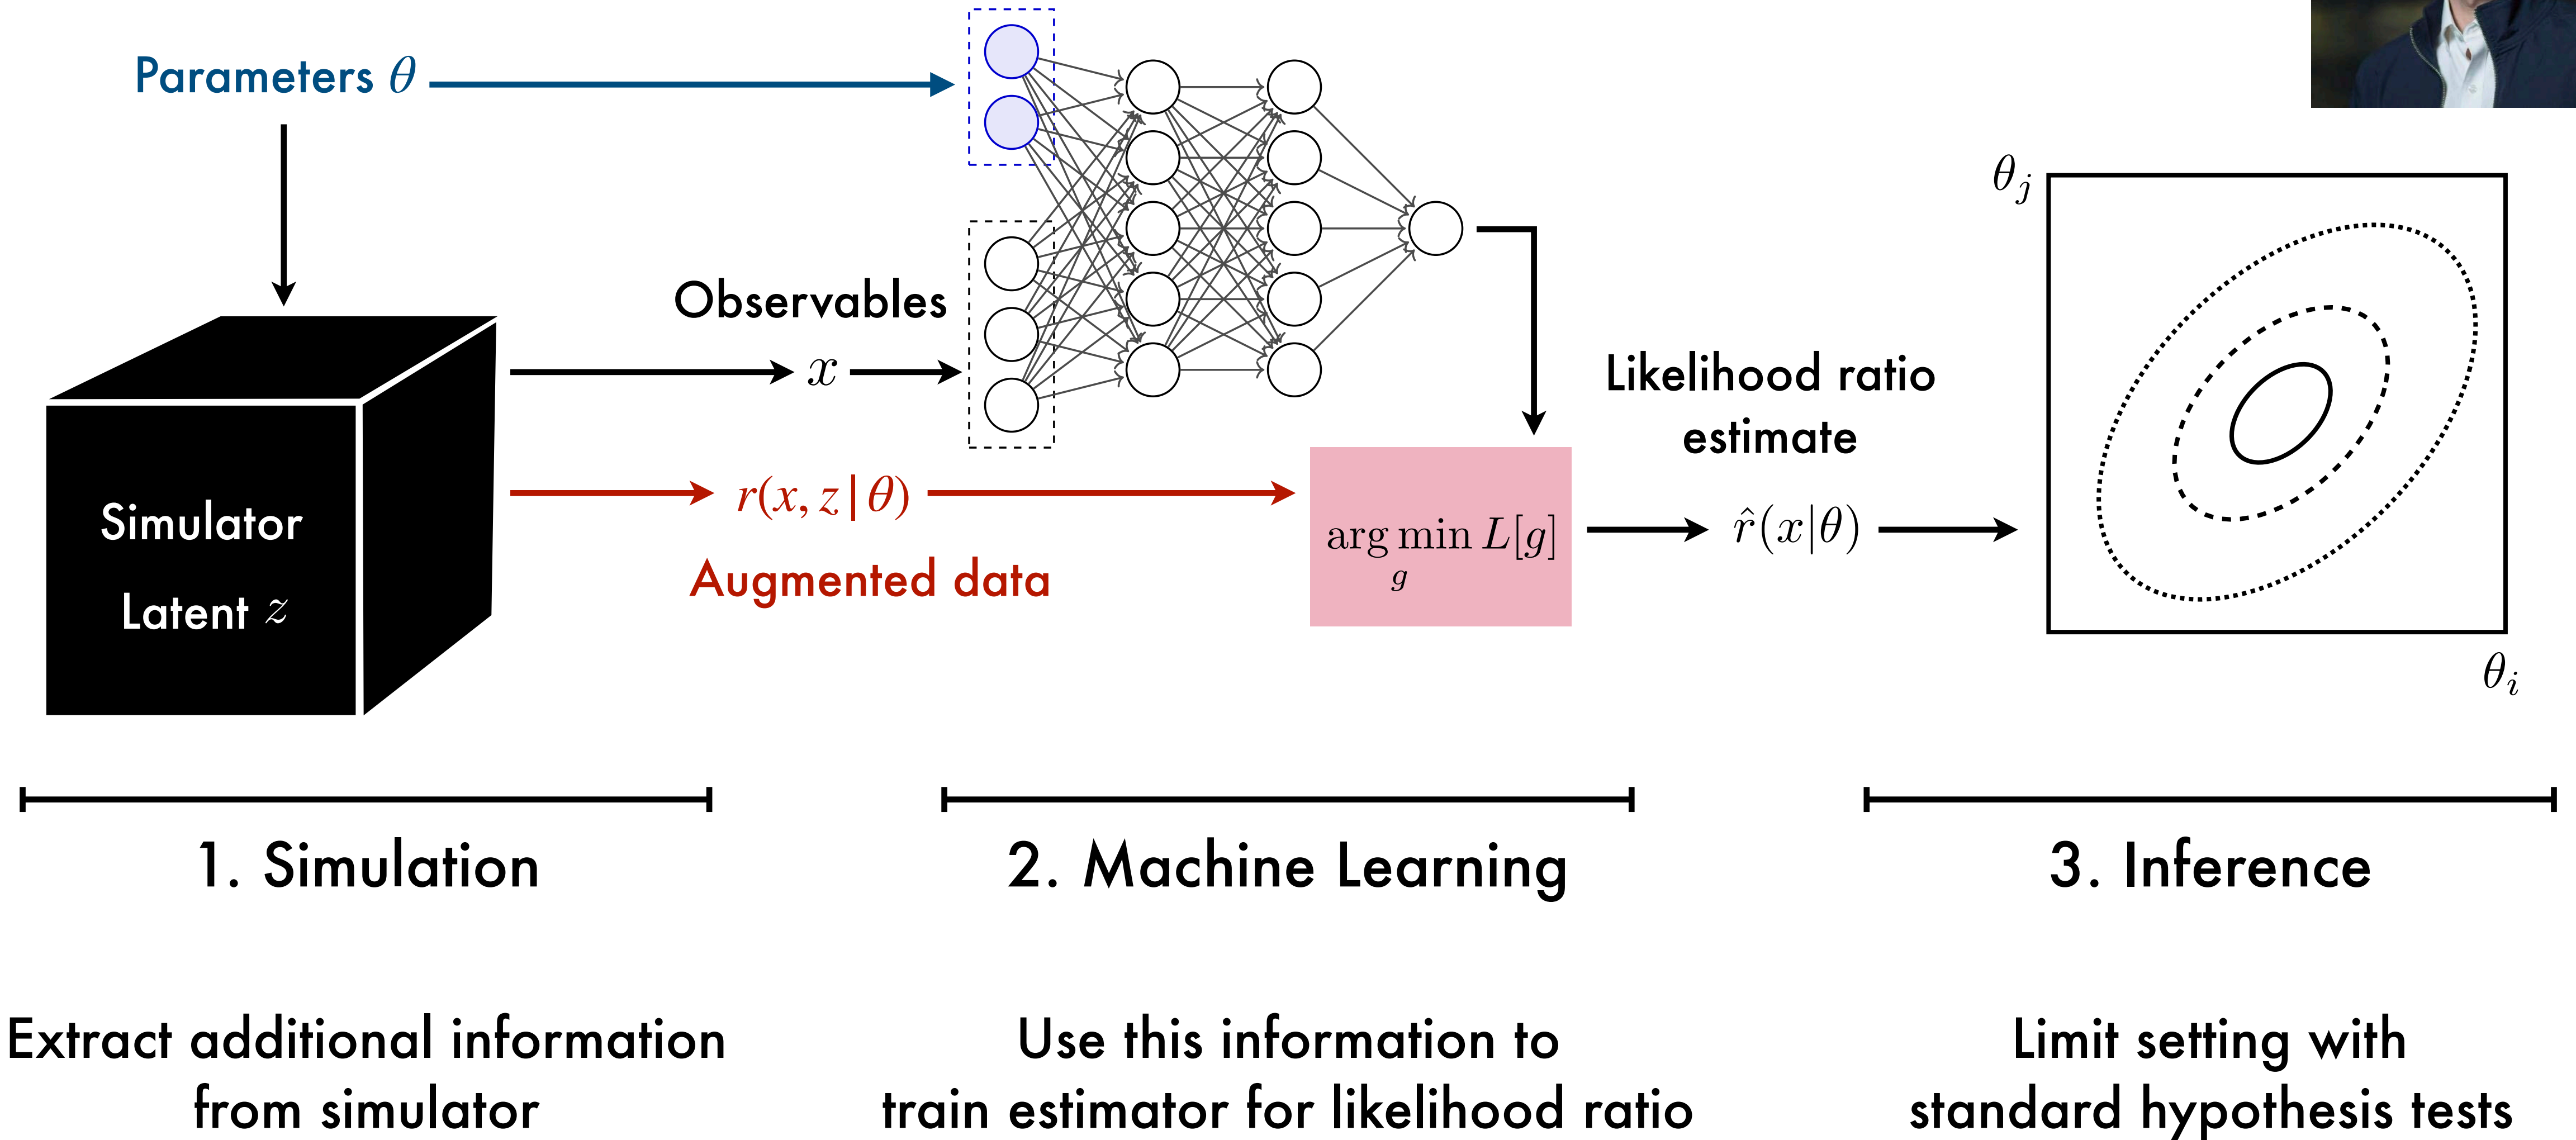 Parameters θ
Observables
x
Simulator
Latent z
r(x, z | θ)
Augmented data
arg min L[g]
g
Likelihood ratio
estimate
r̂(x|θ)
θj
θi
1. Simulation
2. Machine Learning
3. Inference
Extract additional information
from simulator
Use this information to
train estimator for likelihood ratio
Limit setting with
standard hypothesis tests